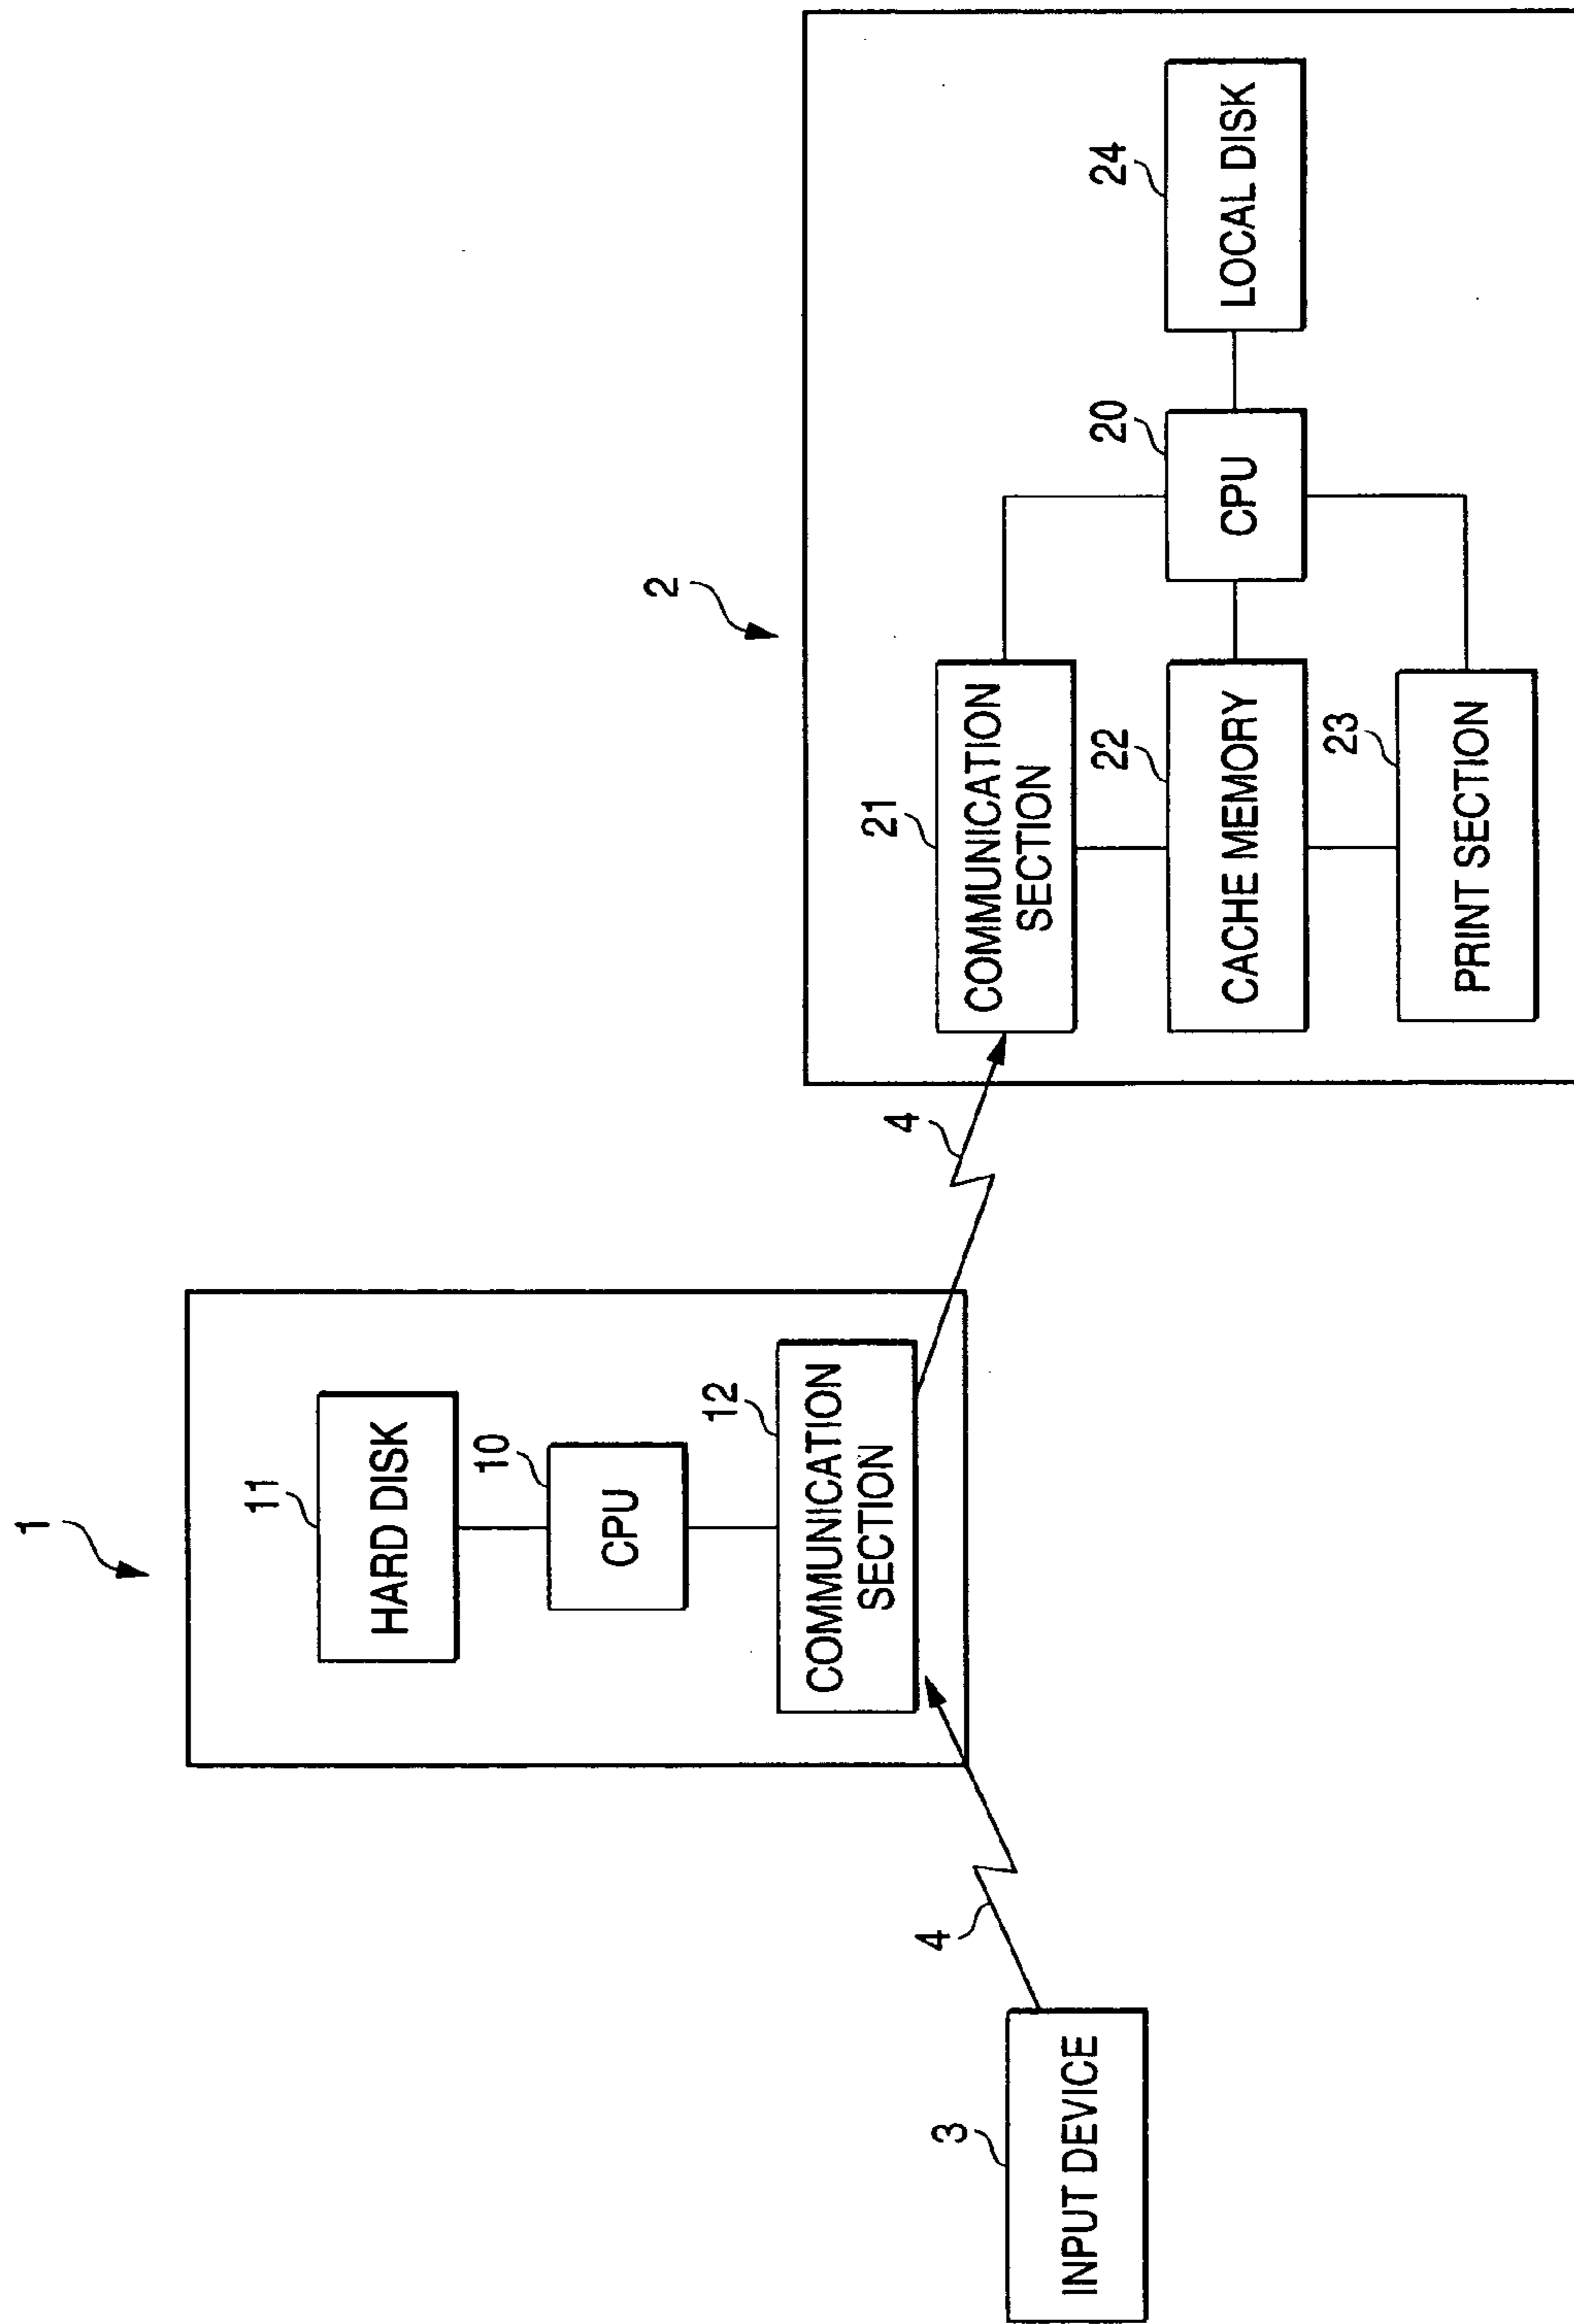 1
11
HARD DISK
10
CPU
12
COMMUNICATION
SECTION
3
INPUT DEVICE
4
4
2
21
COMMUNICATION
SECTION
22
CACHE MEMORY
23
PRINT SECTION
20
CPU
24
LOCAL DISK